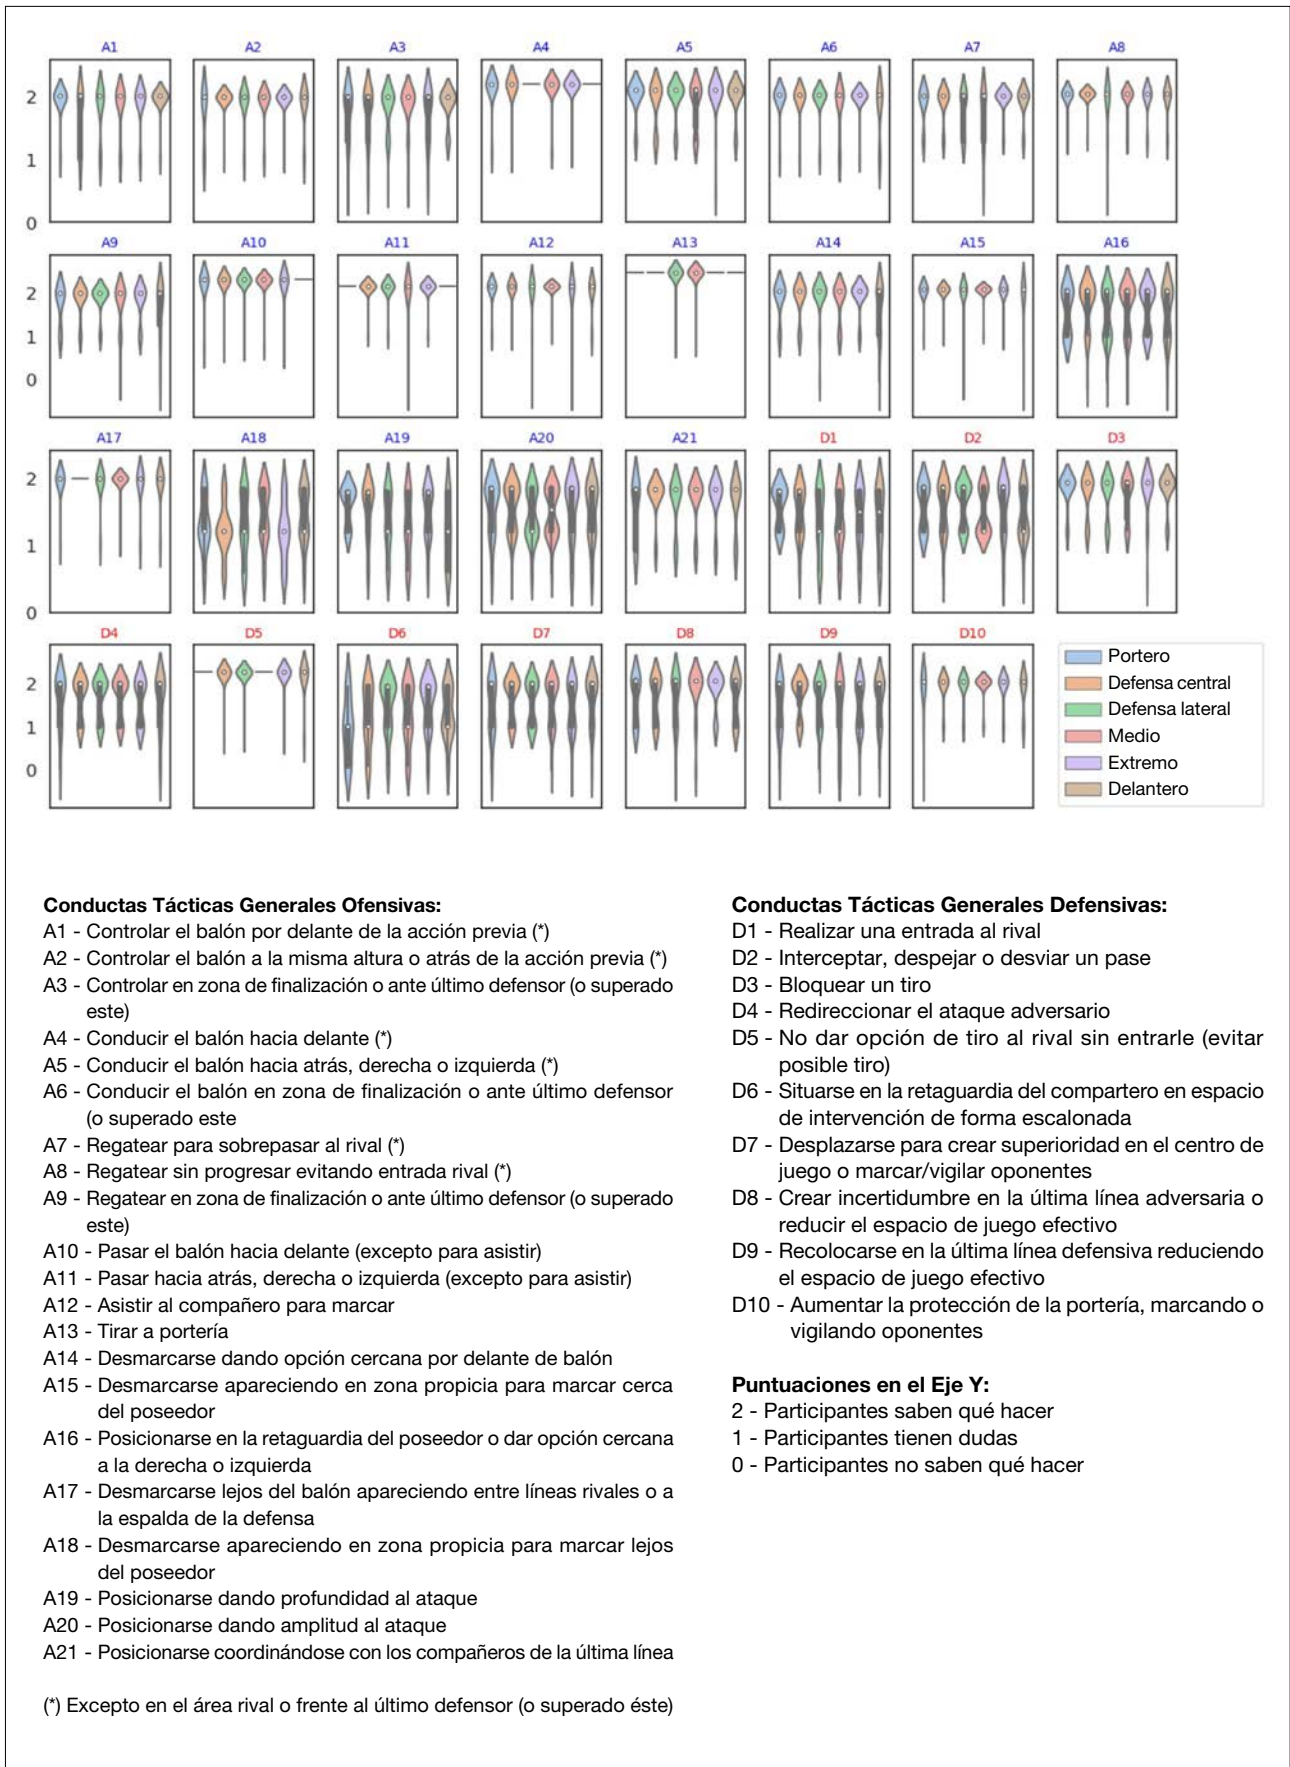 A1 A2 A3 A4 A5 A6 A7 A8
2
1
0
A9 A10 A11 A12 A13 A14 A15 A16
2
1
0
A17 A18 A19 A20 A21 D1 D2 D3
2
1
0
D4 D5 D6 D7 D8 D9 D10
2
1
0
Portero
Defensa central
Defensa lateral
Medio
Extremo
Delantero
Conductas Tácticas Generales Ofensivas:
A1 - Controlar el balón por delante de la acción previa (*)
A2 - Controlar el balón a la misma altura o atrás de la acción previa (*)
A3 - Controlar en zona de finalización o ante último defensor (o superado
este)
A4 - Conducir el balón hacia delante (*)
A5 - Conducir el balón hacia atrás, derecha o izquierda (*)
A6 - Conducir el balón en zona de finalización o ante último defensor
(o superado este
A7 - Regatear para sobrepasar al rival (*)
A8 - Regatear sin progresar evitando entrada rival (*)
A9 - Regatear en zona de finalización o ante último defensor (o superado
este)
A10 - Pasar el balón hacia delante (excepto para asistir)
A11 - Pasar hacia atrás, derecha o izquierda (excepto para asistir)
A12 - Asistir al compañero para marcar
A13 - Tirar a portería
A14 - Desmarcarse dando opción cercana por delante de balón
A15 - Desmarcarse apareciendo en zona propicia para marcar cerca
del poseedor
A16 - Posicionarse en la retaguardia del poseedor o dar opción cercana
a la derecha o izquierda
A17 - Desmarcarse lejos del balón apareciendo entre líneas rivales o a
la espalda de la defensa
A18 - Desmarcarse apareciendo en zona propicia para marcar lejos
del poseedor
A19 - Posicionarse dando profundidad al ataque
A20 - Posicionarse dando amplitud al ataque
A21 - Posicionarse coordinándose con los compañeros de la última línea
(*) Excepto en el área rival o frente al último defensor (o superado éste)
Conductas Tácticas Generales Defensivas:
D1 - Realizar una entrada al rival
D2 - Interceptar, despejar o desviar un pase
D3 - Bloquear un tiro
D4 - Redireccionar el ataque adversario
D5 - No dar opción de tiro al rival sin entrarle (evitar
posible tiro)
D6 - Situarse en la retaguardia del compartero en espacio
de intervención de forma escalonada
D7 - Desplazarse para crear superioridad en el centro de
juego o marcar/vigilar oponentes
D8 - Crear incertidumbre en la última línea adversaria o
reducir el espacio de juego efectivo
D9 - Recolocarse en la última línea defensiva reduciendo
el espacio de juego efectivo
D10 - Aumentar la protección de la portería, marcando o
vigilando oponentes
Puntuaciones en el Eje Y:
2 - Participantes saben qué hacer
1 - Participantes tienen dudas
0 - Participantes no saben qué hacer